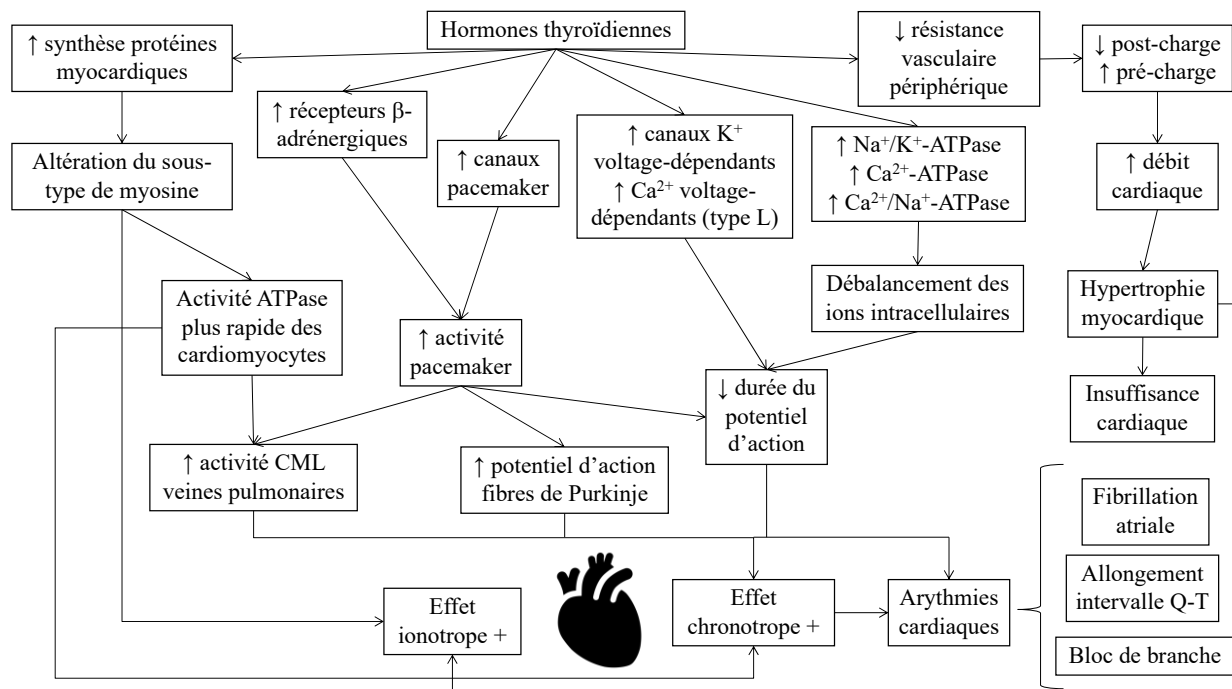 Hormones thyroïdiennes
↑ synthèse protéines
myocardiques
↓ résistance
vasculaire
périphérique
↓ post-charge
↑ pré-charge
↑ récepteurs β-
adrénergiques
↑ canaux
pacemaker
↑ canaux K⁺
voltage-dépendants
↑ Ca²⁺ voltage-
dépendants (type L)
↑ Na⁺/K⁺-ATPase
↑ Ca²⁺-ATPase
↑ Ca²⁺/Na⁺-ATPase
↑ débit
cardiaque
Altération du sous-
type de myosine
Activité ATPase
plus rapide des
cardiomyocytes
↑ activité
pacemaker
Débalancement des
ions intracellulaires
Hypertrophie
myocardique
↓ durée du
potentiel
d’action
Insuffisance
cardiaque
↑ activité CML
veines pulmonaires
↑ potentiel d’action
fibres de Purkinje
Effet
ionotrope +
Effet
chronotrope +
Arythmies
cardiaques
Fibrillation
atriale
Allongement
intervalle Q-T
Bloc de branche